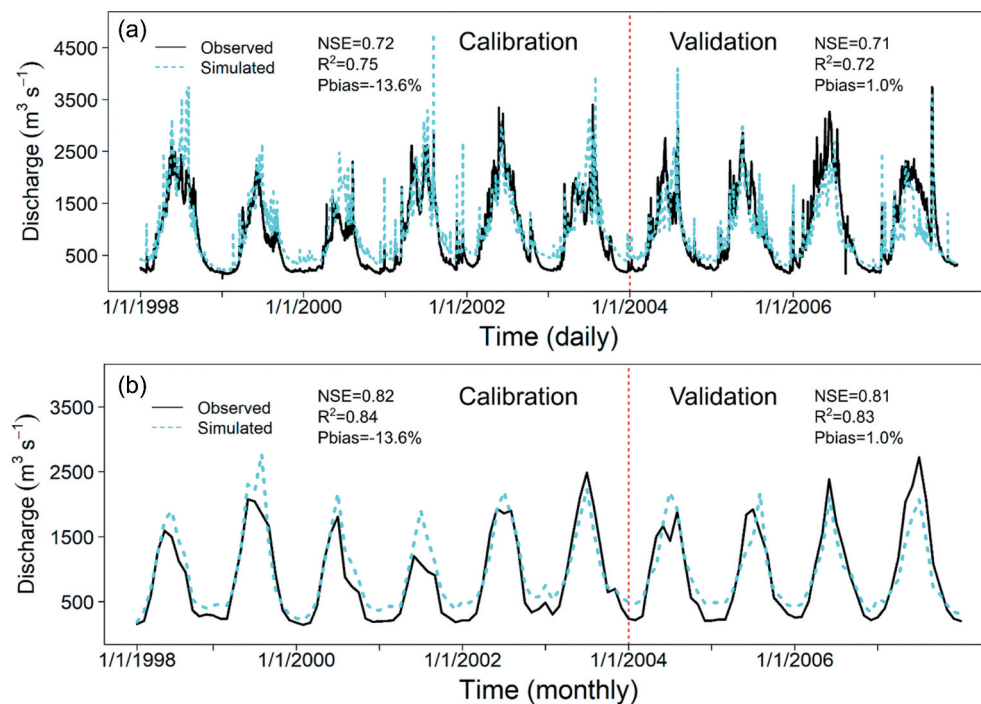 (a)
Observed
Simulated
NSE=0.72
R²=0.75
Pbias=-13.6%
Calibration
Validation
NSE=0.71
R²=0.72
Pbias=1.0%
Discharge (m³ s⁻¹)
4500
3500
2500
1500
500
1/1/1998
1/1/2000
1/1/2002
1/1/2004
1/1/2006
Time (daily)
(b)
Observed
Simulated
NSE=0.82
R²=0.84
Pbias=-13.6%
Calibration
Validation
NSE=0.81
R²=0.83
Pbias=1.0%
Discharge (m³ s⁻¹)
3500
2500
1500
500
1/1/1998
1/1/2000
1/1/2002
1/1/2004
1/1/2006
Time (monthly)